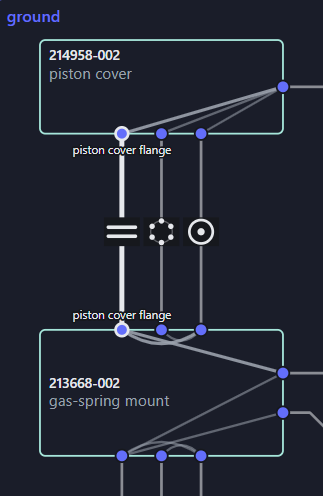 ground
214958-002
piston cover
piston cover flange
piston cover flange
213668-002
gas-spring mount